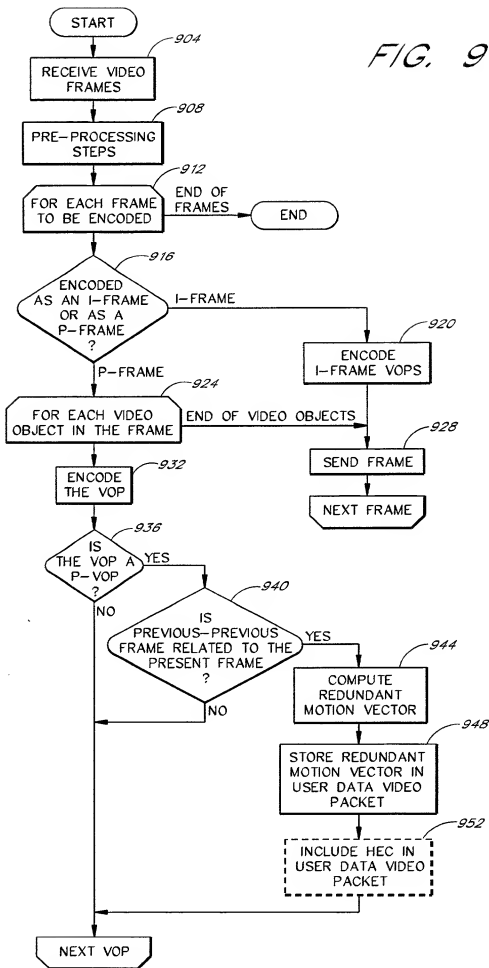 START
FIG. 9
904
RECEIVE VIDEO
FRAMES
908
PRE-PROCESSING
STEPS
912
FOR EACH FRAME
TO BE ENCODED
END OF
FRAMES
END
916
ENCODED
AS AN I-FRAME
OR AS A
P-FRAME
?
I-FRAME
P-FRAME
920
ENCODE
I-FRAME VOPS
924
FOR EACH VIDEO
OBJECT IN THE FRAME
END OF VIDEO OBJECTS
928
SEND FRAME
NEXT FRAME
932
ENCODE
THE VOP
936
IS
THE VOP A
P-VOP
?
YES
NO
940
IS
PREVIOUS-PREVIOUS
FRAME RELATED TO THE
PRESENT FRAME
?
YES
NO
944
COMPUTE
REDUNDANT
MOTION VECTOR
948
STORE REDUNDANT
MOTION VECTOR IN
USER DATA VIDEO
PACKET
952
INCLUDE HEC IN
USER DATA VIDEO
PACKET
NEXT VOP